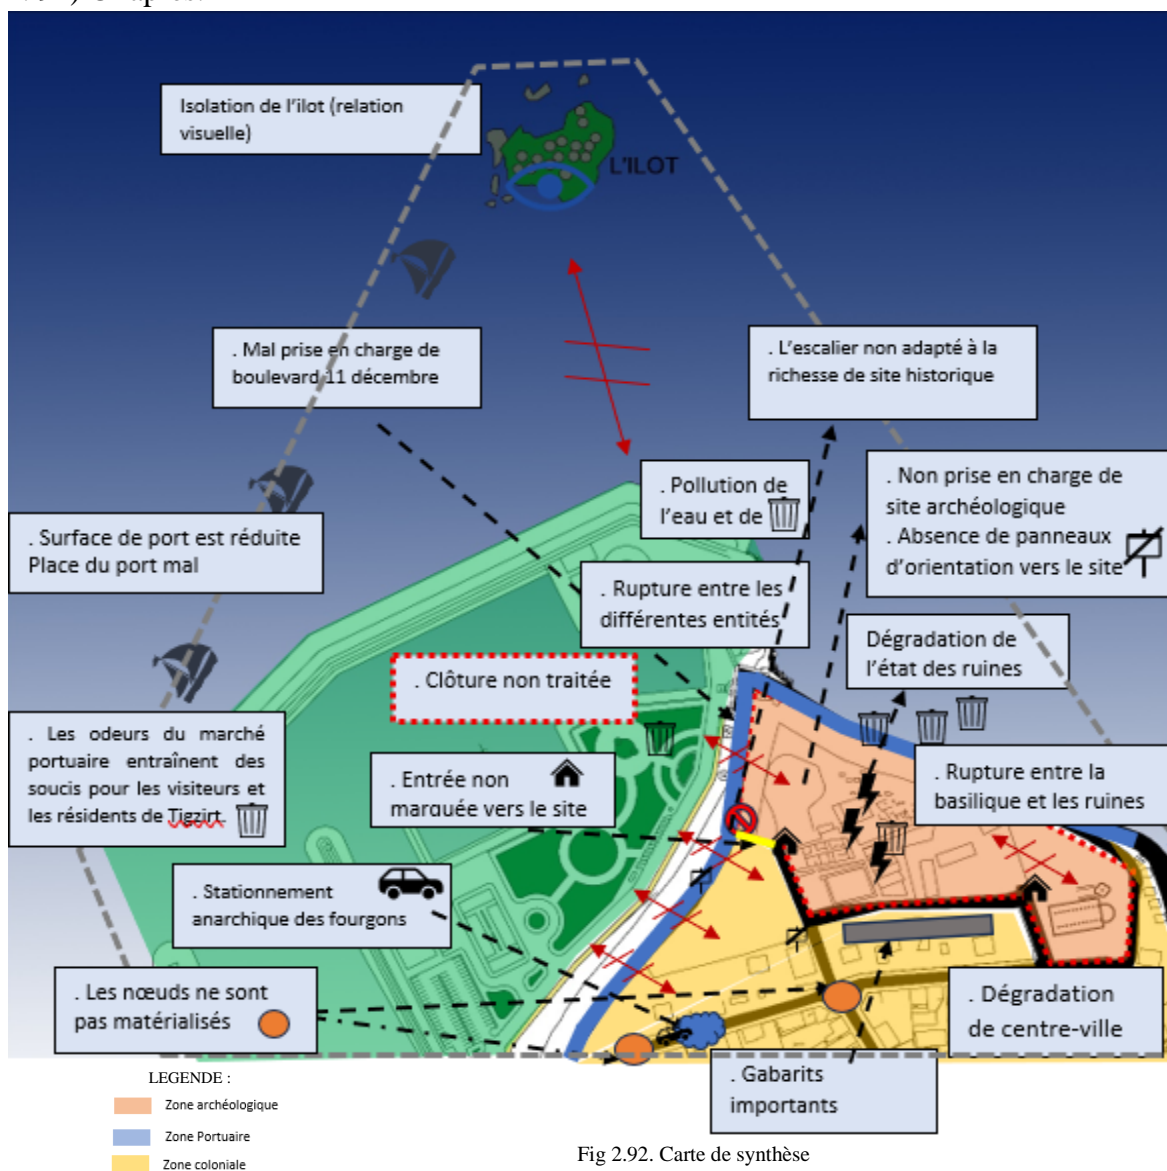 Isolation de l'ilot (relation
visuelle)
L'ILOT
. Mal prise en charge de
boulevard 11 décembre
. L'escalier non adapté à la
richesse de site historique
. Pollution de
l'eau et de
. Non prise en charge de
site archéologique
. Absence de panneaux
d'orientation vers le site
. Surface de port est réduite
Place du port mal
. Rupture entre les
différentes entités
Dégradation de
l'état des ruines
. Clôture non traitée
. Les odeurs du marché
portuaire entraînent des
soucis pour les visiteurs et
les résidents de Tigzirt.
. Entrée non
marquée vers le site
. Rupture entre la
basilique et les ruines
. Stationnement
anarchique des fourgons
. Les nœuds ne sont
pas matérialisés
. Dégradation
de centre-ville
. Gabarits
importants
LEGENDE :
Zone archéologique
Zone Portuaire
Zone coloniale
Fig 2.92. Carte de synthèse